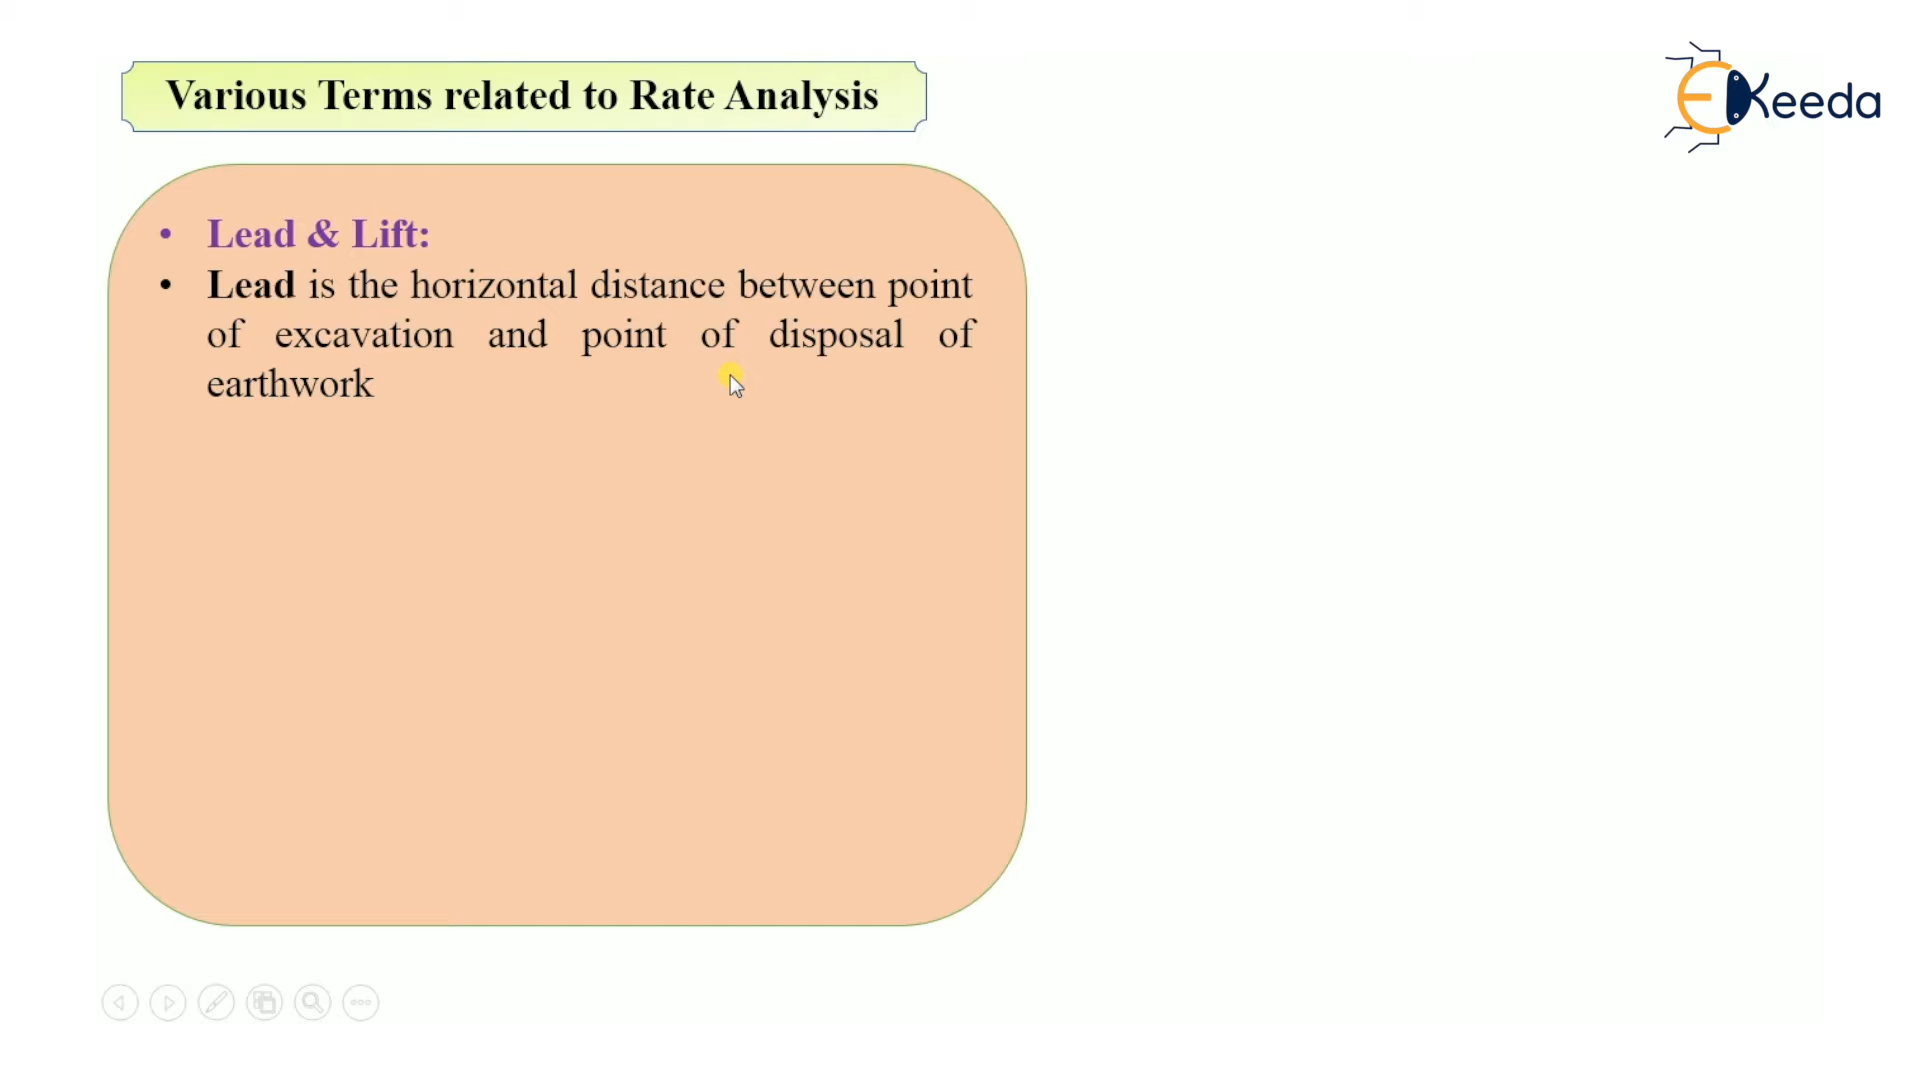 Various Terms related to Rate Analysis
EKeeda
• Lead & Lift:
• Lead is the horizontal distance between point
of excavation and point of disposal of
earthwork